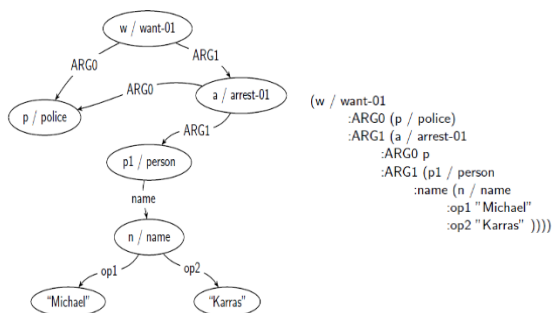 w / want-01
ARG0
ARG1
ARG0
a / arrest-01
p / police
ARG1
p1 / person
name
n / name
op1
op2
“Michael”
“Karras”
(w / want-01
:ARG0 (p / police)
:ARG1 (a / arrest-01
:ARG0 p
:ARG1 (p1 / person
:name (n / name
:op1 "Michael"
:op2 "Karras" ))))